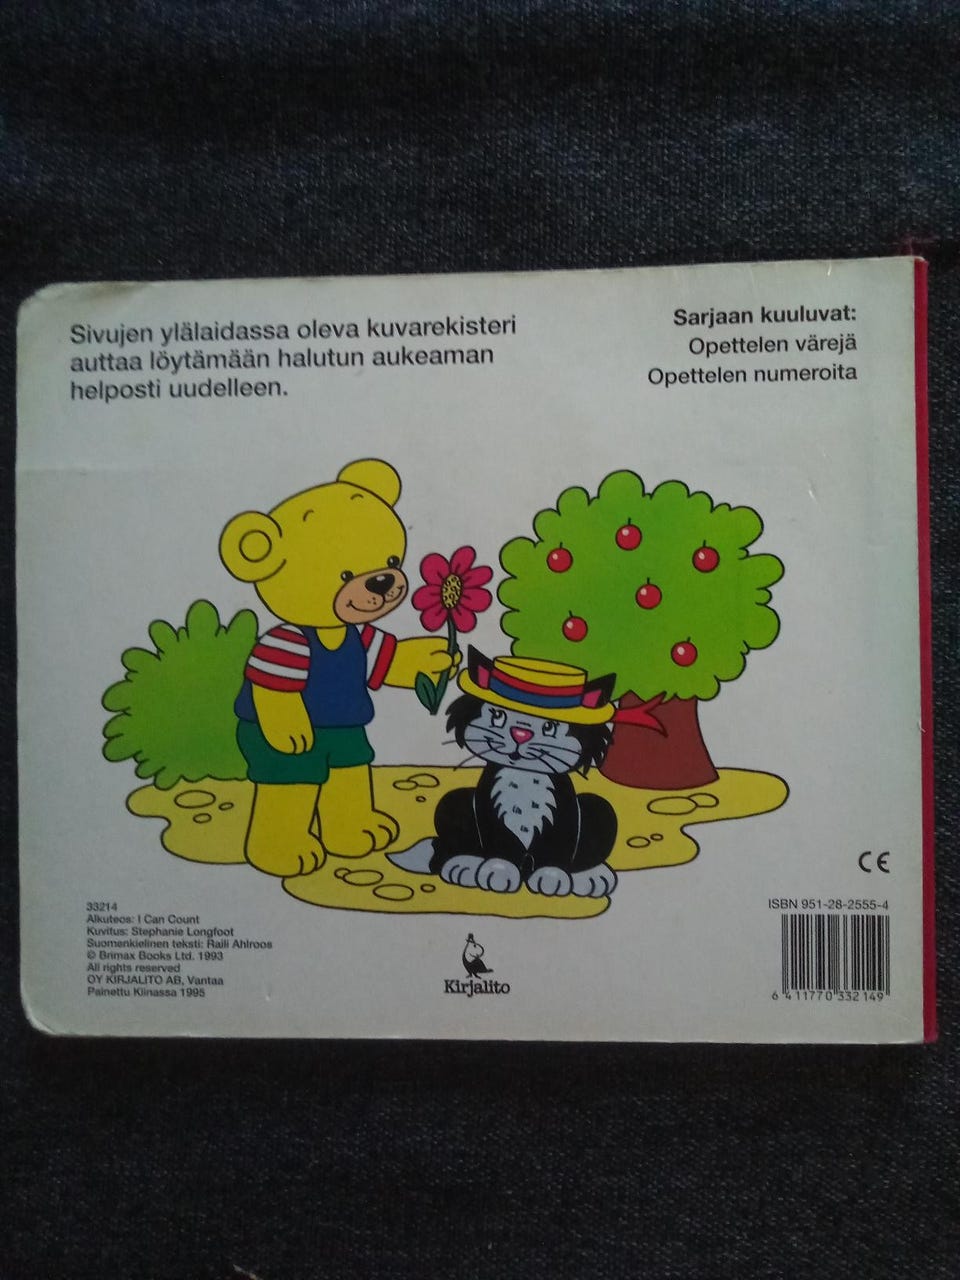 Sivujen ylälaidassa oleva kuvarekisteri
auttaa löytämään halutun aukeaman
helposti uudelleen.
Sarjaan kuuluvat:
Opettelen värejä
Opettelen numeroita
CE
33214
Alkuteos: I Can Count
Kuvitus: Stephanie Longfoot
Suomenkielinen teksti: Raili Ahlroos
© Brimax Books Ltd. 1993
All rights reserved
OY KIRJALITO AB, Vantaa
Painettu Kiinassa 1995
Kirjalito
ISBN 951-28-2555-4
6 411770 332149